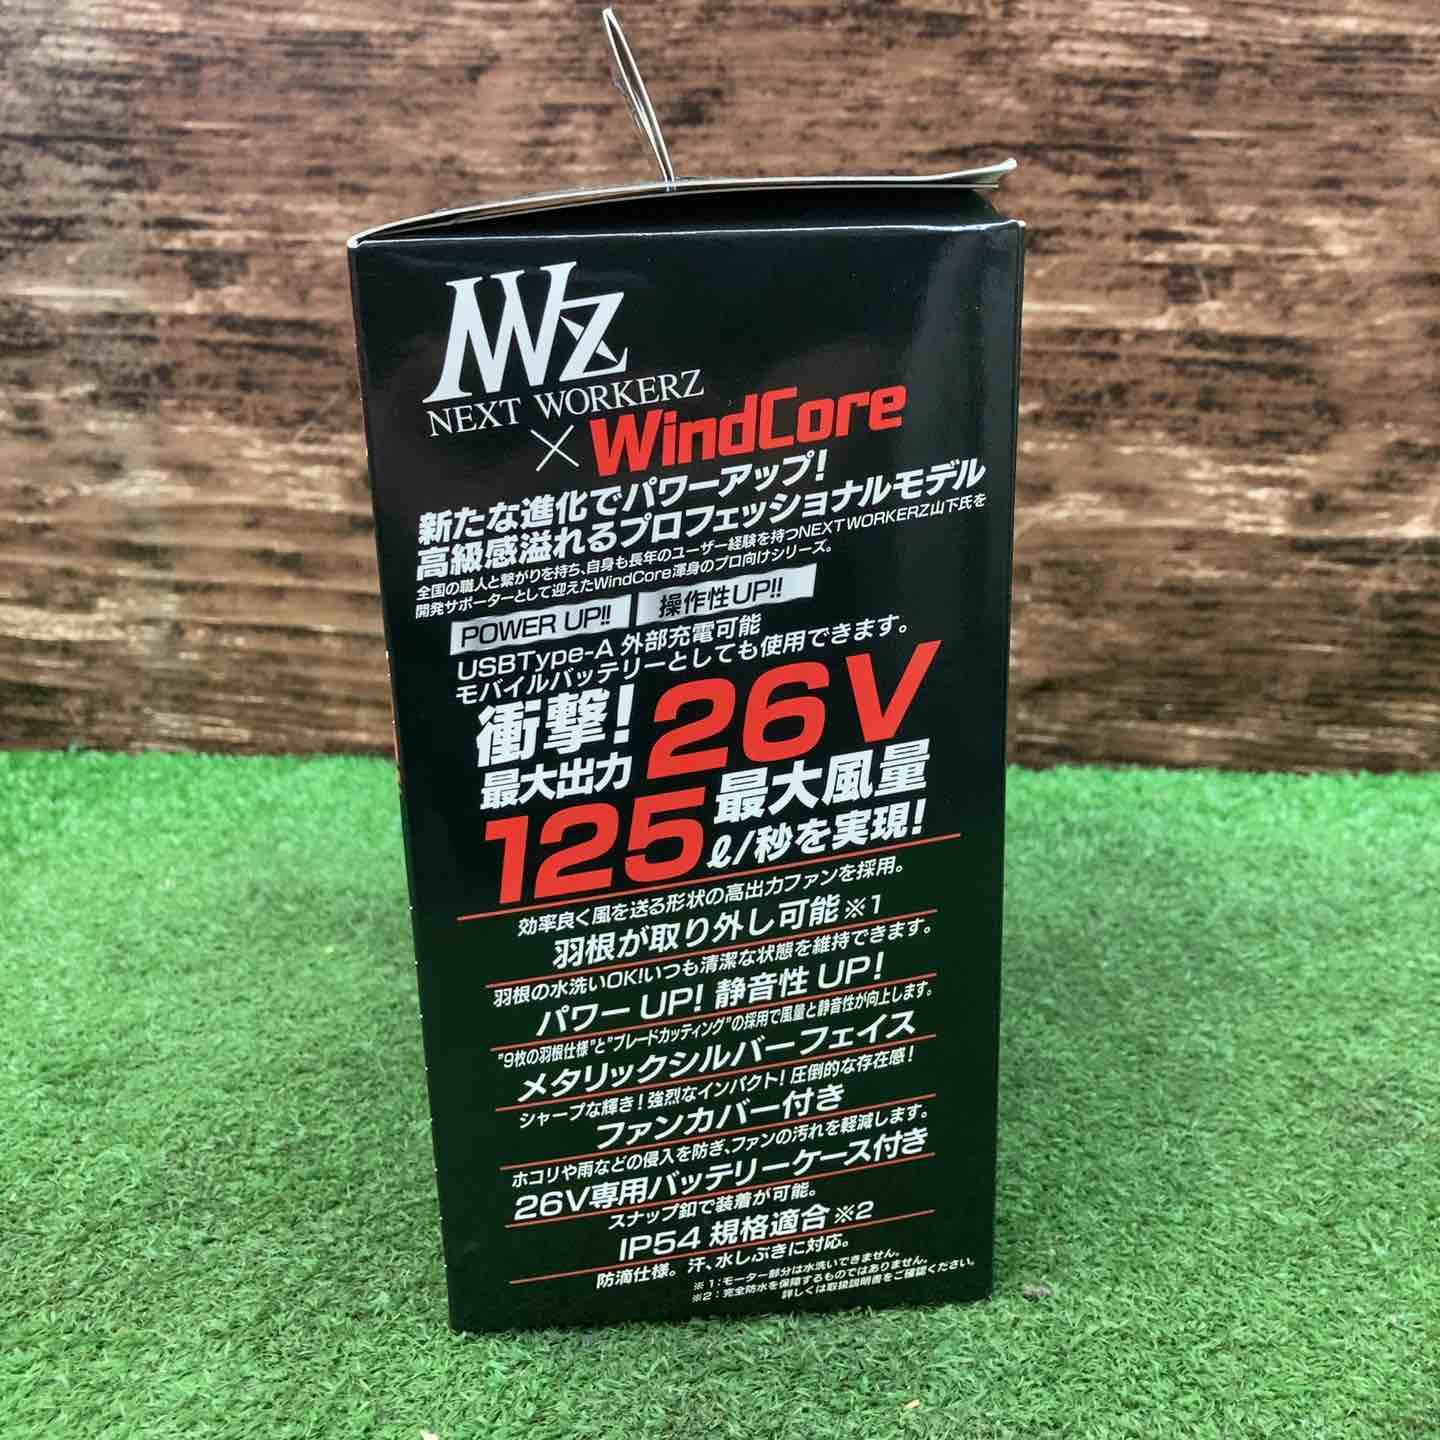 NWZ
NEXT WORKERZ
×WindCore
新たな進化でパワーアップ!
高級感溢れるプロフェッショナルモデル
全国の職人と繋がりを持ち、自身も長年のユーザー経験を持つNEXT WORKERZ山下氏を
開発サポーターとして迎えたWindCore渾身のプロ向けシリーズ。
POWER UP!! 操作性UP!!
USBType-A 外部充電可能
モバイルバッテリーとしても使用できます。
衝撃!
最大出力 26V
125 最大風量
ℓ/秒を実現!
効率良く風を送る形状の高出力ファンを採用。
羽根が取り外し可能※1
羽根の水洗いOK!いつも清潔な状態を維持できます。
パワーUP! 静音性UP!
"9枚の羽根仕様"と"ブレードカッティング"の採用で風量と静音性が向上します。
メタリックシルバーフェイス
シャープな輝き!強烈なインパクト!圧倒的な存在感!
ファンカバー付き
ホコリや雨などの侵入を防ぎ、ファンの汚れを軽減します。
26V専用バッテリーケース付き
スナップ釦で装着が可能。
IP54 規格適合※2
防滴仕様。汗、水しぶきに対応。
※1:モーター部分は水洗いできません。
※2:完全防水を保障するものではありません。
詳しくは取扱説明書をご確認ください。